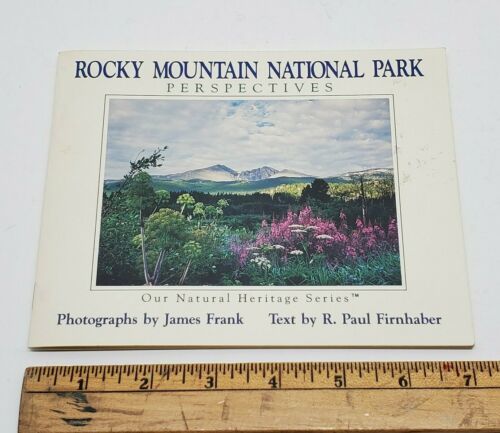 ROCKY MOUNTAIN NATIONAL PARK
PERSPECTIVES
Our Natural Heritage Series™
Photographs by James Frank Text by R. Paul Firnhaber
1 2 3 4 5 6 7